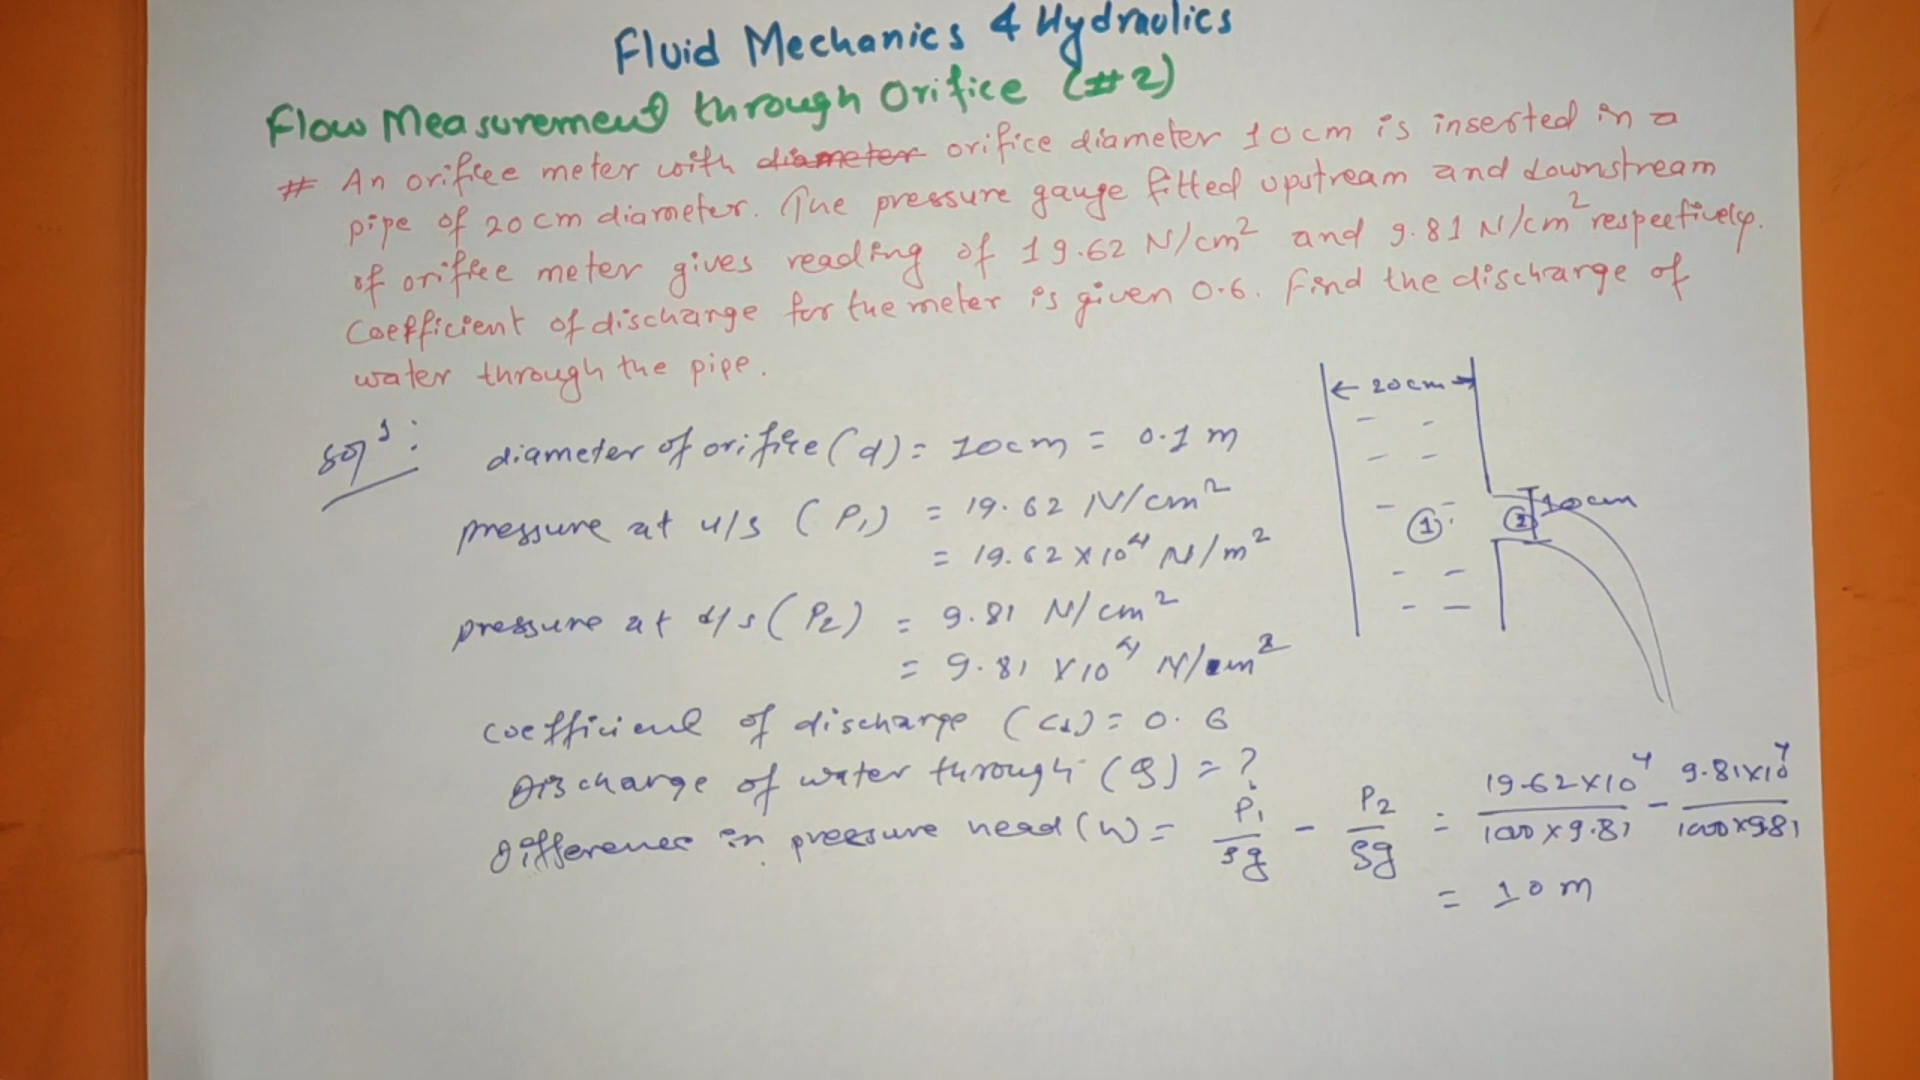 Fluid Mechanics & Hydraulics
Flow Measurement through Orifice (#2)
# An orifice meter with diameter orifice diameter 10cm is inserted in a
pipe of 20cm diameter. The pressure gauge fitted upstream and downstream
of orifice meter gives reading of 19.62 N/cm² and 9.81 N/cm² respectively.
Coefficient of discharge for the meter is given 0.6. Find the discharge of
water through the pipe.
Solⁿ:
diameter of orifice (d) = 10cm = 0.1 m
pressure at u/s (P₁) = 19.62 N/cm²
= 19.62 × 10⁴ N/m²
pressure at d/s (P₂) = 9.81 N/cm²
= 9.81 × 10⁴ N/m²
coefficient of discharge (Cd) = 0.6
Discharge of water through (Q) = ?
Difference in pressure head (h) = P₁/ρg - P₂/ρg = 19.62×10⁴/1000×9.81 - 9.81×10⁴/1000×9.81
= 10 m
20cm
① ② 10cm